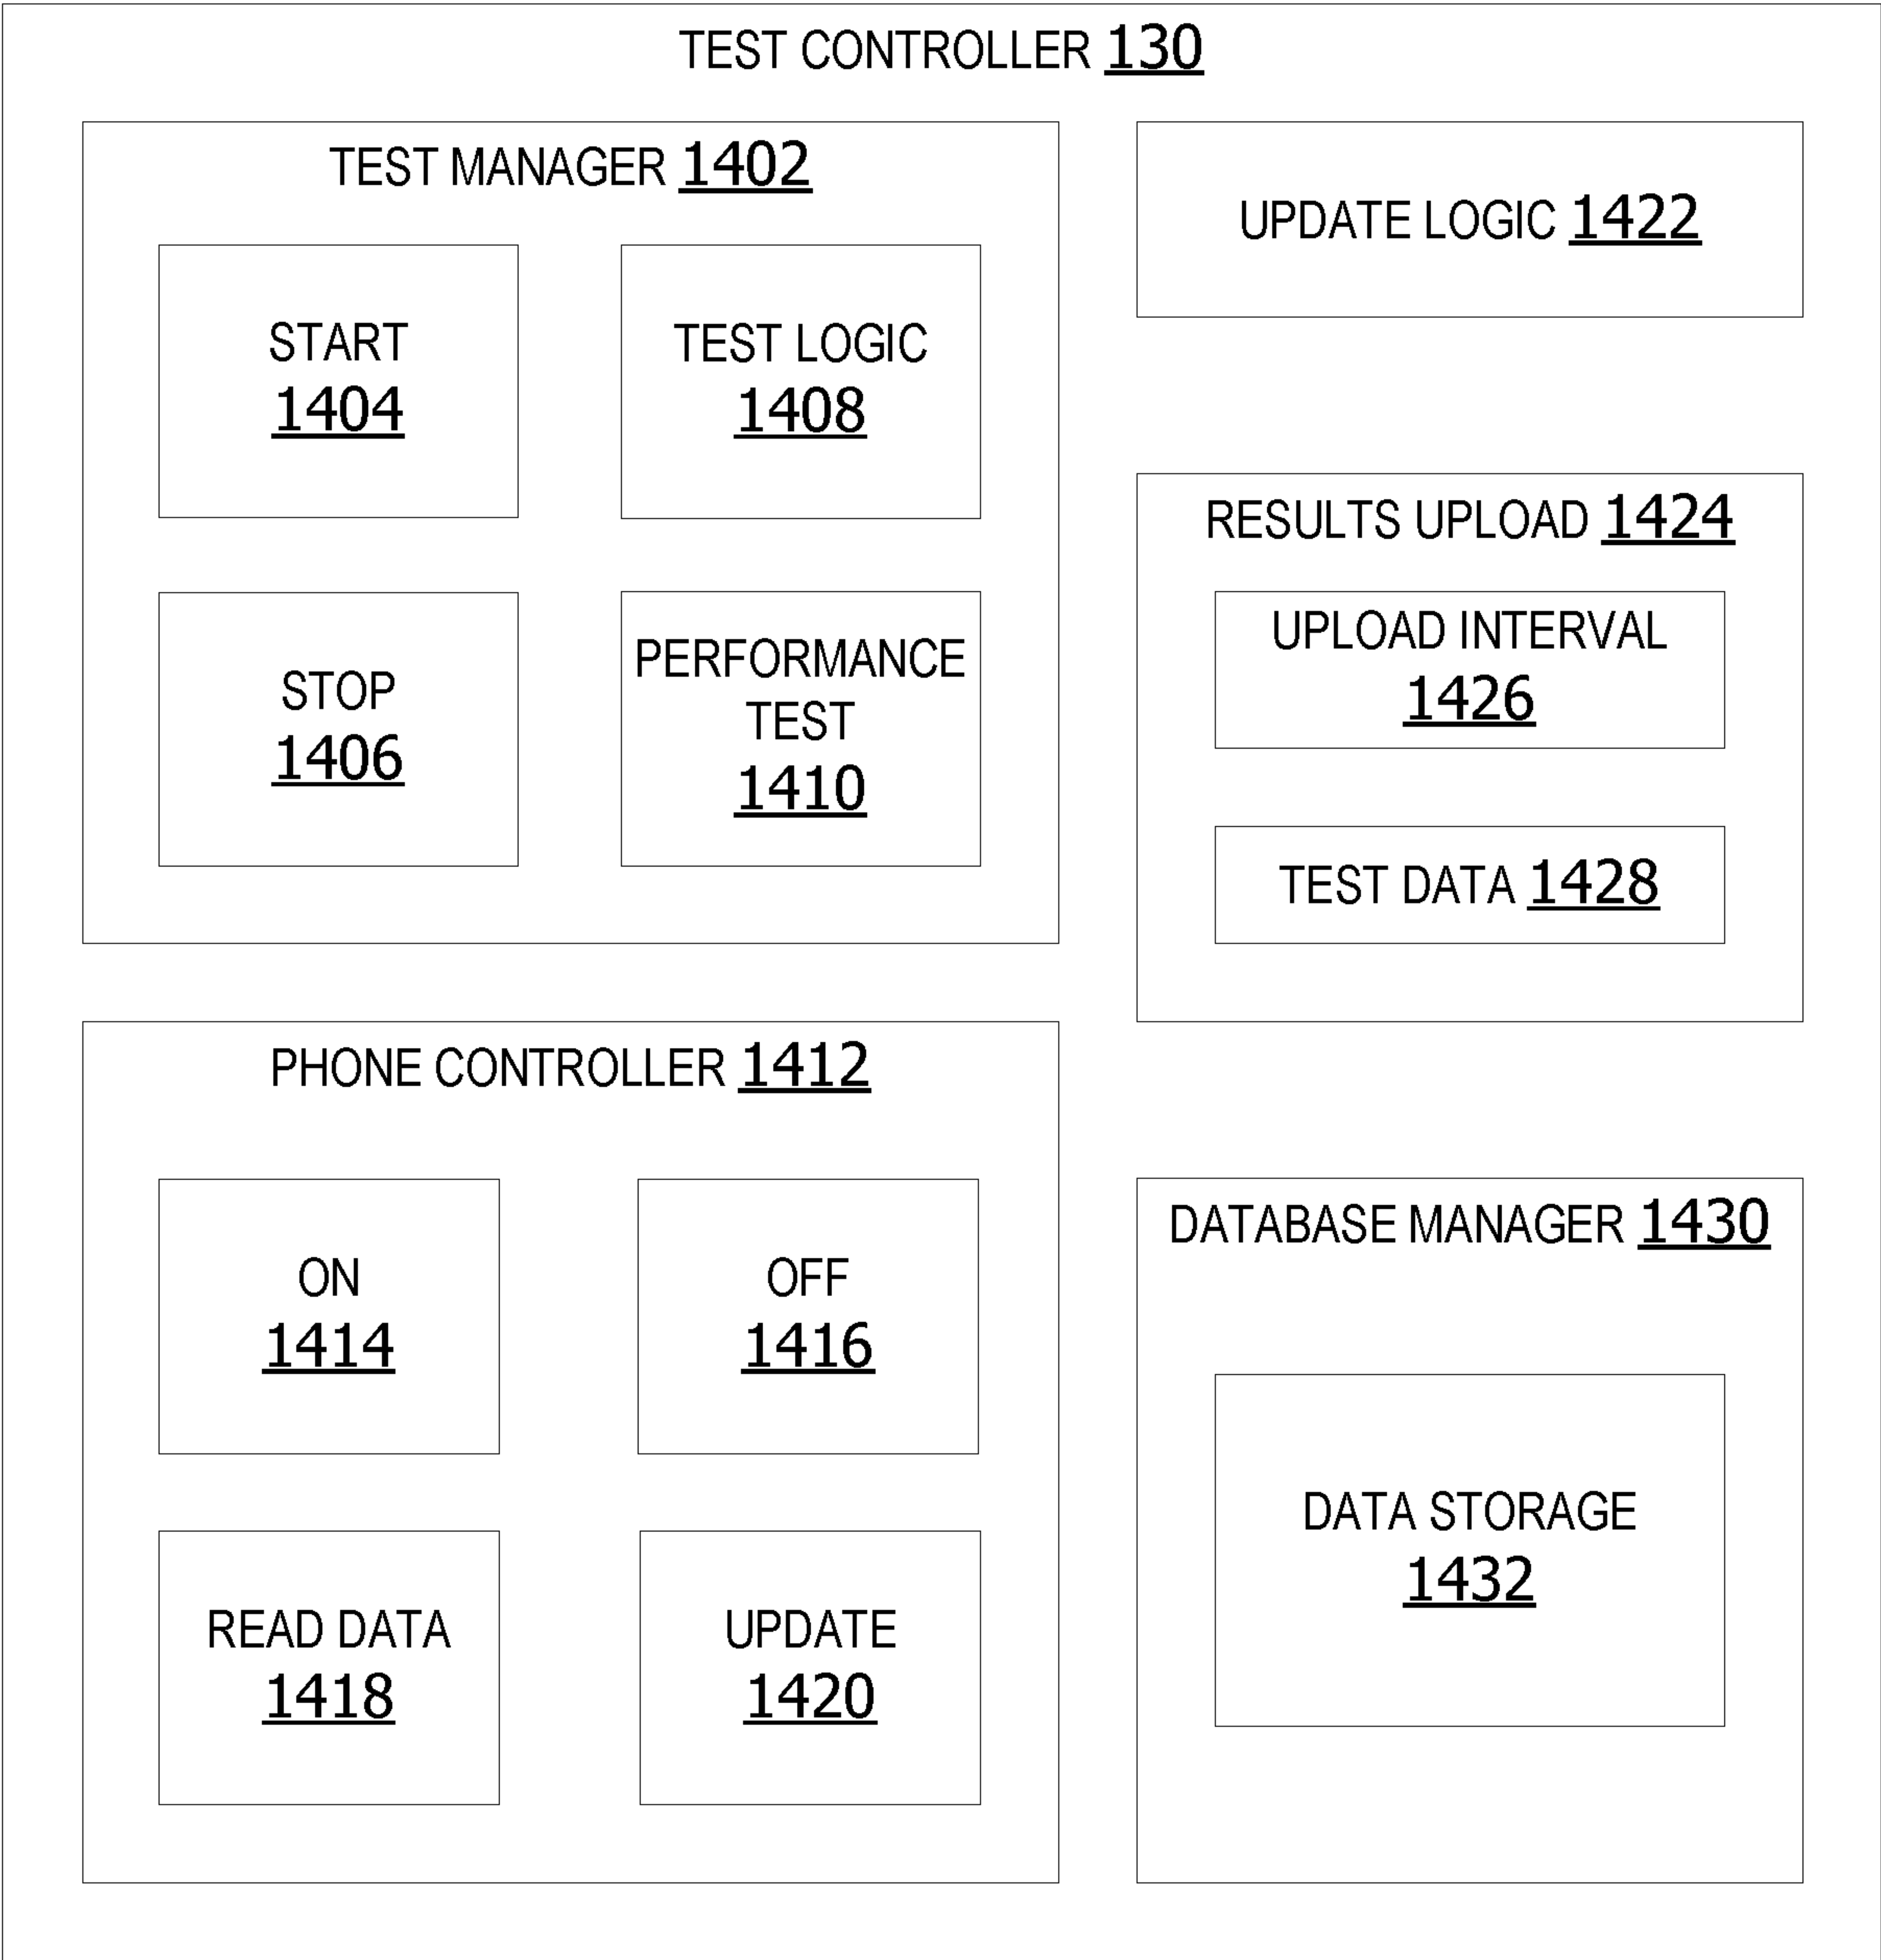 TEST CONTROLLER 130
TEST MANAGER 1402
START
1404
TEST LOGIC
1408
STOP
1406
PERFORMANCE
TEST
1410
PHONE CONTROLLER 1412
ON
1414
OFF
1416
READ DATA
1418
UPDATE
1420
UPDATE LOGIC 1422
RESULTS UPLOAD 1424
UPLOAD INTERVAL
1426
TEST DATA 1428
DATABASE MANAGER 1430
DATA STORAGE
1432